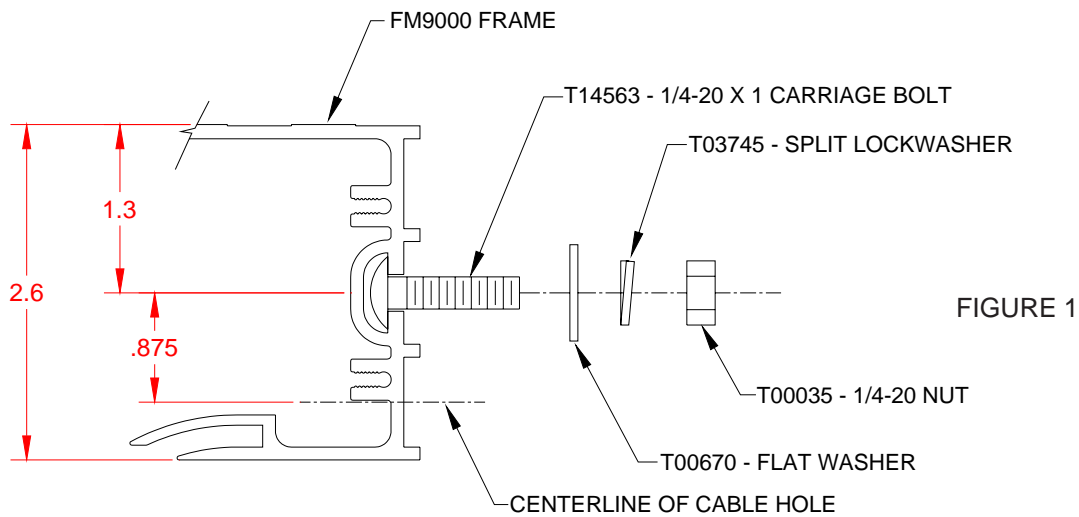 FM9000 FRAME
T14563 - 1/4-20 X 1 CARRIAGE BOLT
T03745 - SPLIT LOCKWASHER
1.3
2.6
FIGURE 1
.875
T00035 - 1/4-20 NUT
T00670 - FLAT WASHER
CENTERLINE OF CABLE HOLE